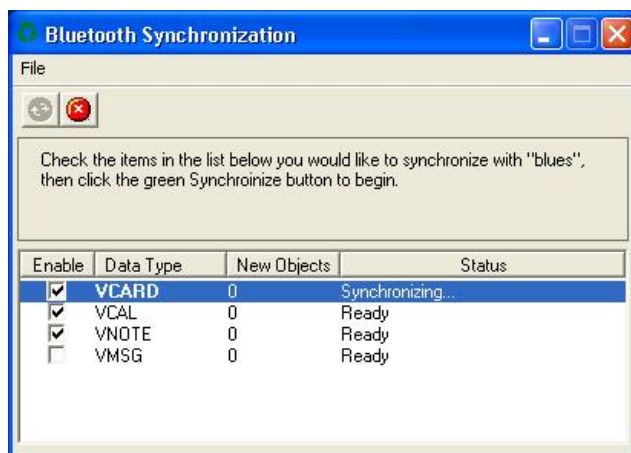 Bluetooth Synchronization
File
Check the items in the list below you would like to synchronize with "blues",
then click the green Synchroinize button to begin.
Enable Data Type New Objects Status
VCARD 0 Synchronizing...
VCAL 0 Ready
VNOTE 0 Ready
VMSG 0 Ready